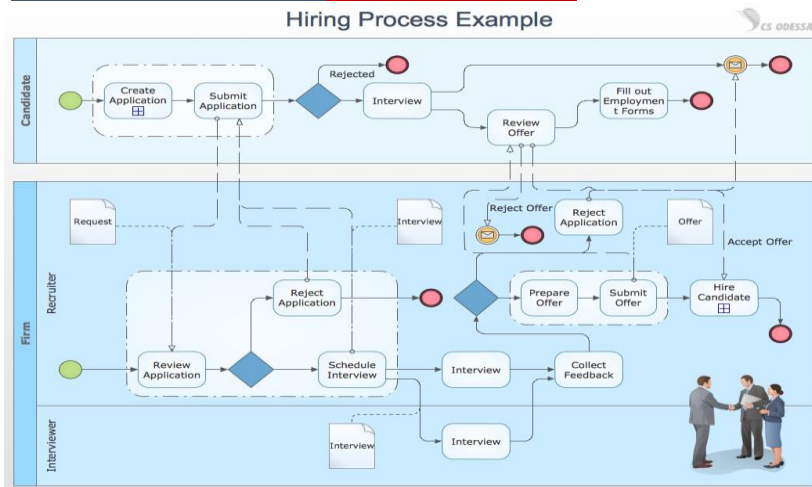 Hiring Process Example
CS ODESSA
Candidate
Create
Application
Submit
Application
Rejected
Interview
Review
Offer
Fill out
Employmen
t Forms
Firm
Recruiter
Request
Interview
Reject Offer
Reject
Application
Offer
Accept Offer
Reject
Application
Prepare
Offer
Submit
Offer
Hire
Candidate
Review
Application
Schedule
Interview
Interview
Collect
Feedback
Interviewer
Interview
Interview